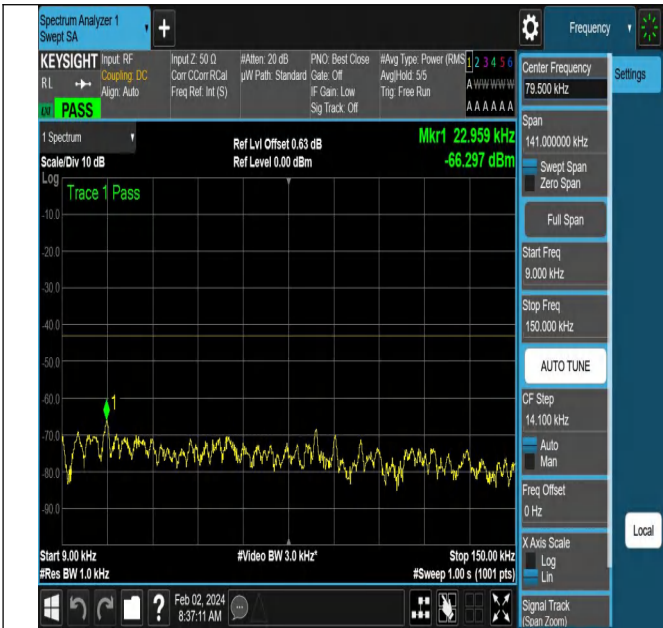 Spectrum Analyzer 1
Swept SA
+
Frequency
KEYSIGHT
RL
PASS
Input: RF
Coupling: DC
Align: Auto
Input Z: 50 Ω
Corr CCorr RCal
Freq Ref: Int (S)
#Atten: 20 dB
µW Path: Standard
PNO: Best Close
Gate: Off
IF Gain: Low
Sig Track: Off
#Avg Type: Power (RMS
Avg|Hold: 5/5
Trig: Free Run
1 2 3 4 5 6
A W W W W W
A A A A A A
1 Spectrum
Scale/Div 10 dB
Log
Ref Lvl Offset 0.63 dB
Ref Level 0.00 dBm
Mkr1 22.959 kHz
-66.297 dBm
Trace 1 Pass
-10.0
-20.0
-30.0
-40.0
-50.0
-60.0
-70.0
-80.0
-90.0
1
Start 9.00 kHz
#Res BW 1.0 kHz
#Video BW 3.0 kHz*
Stop 150.00 kHz
#Sweep 1.00 s (1001 pts)
Center Frequency
79.500 kHz
Settings
Span
141.000000 kHz
Swept Span
Zero Span
Full Span
Start Freq
9.000 kHz
Stop Freq
150.000 kHz
AUTO TUNE
CF Step
14.100 kHz
Auto
Man
Freq Offset
0 Hz
X Axis Scale
Log
Lin
Local
Signal Track
(Span Zoom)
?
Feb 02, 2024
8:37:11 AM